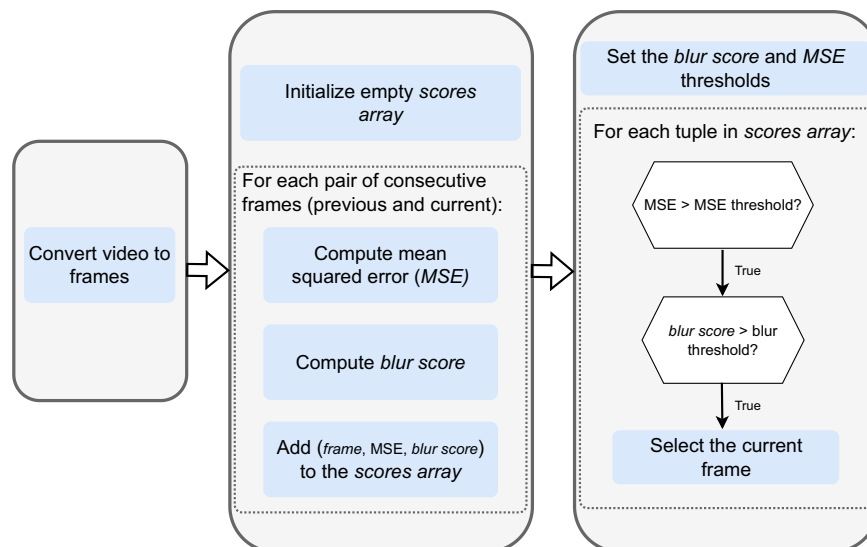 Convert video to
frames
Initialize empty scores
array
For each pair of consecutive
frames (previous and current):
Compute mean
squared error (MSE)
Compute blur score
Add (frame, MSE, blur score)
to the scores array
Set the blur score and MSE
thresholds
For each tuple in scores array:
MSE > MSE threshold?
True
blur score > blur
threshold?
True
Select the current
frame